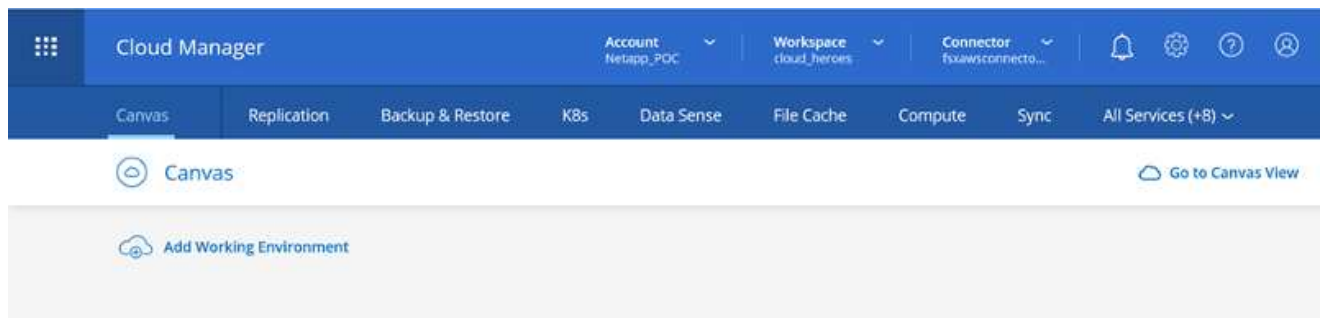 Cloud Manager
Account
Netapp_POC
Workspace
cloud_heroes
Connector
fsxawsconnecto...
Canvas Replication Backup & Restore K8s Data Sense File Cache Compute Sync All Services (+8)
Canvas
Go to Canvas View
Add Working Environment